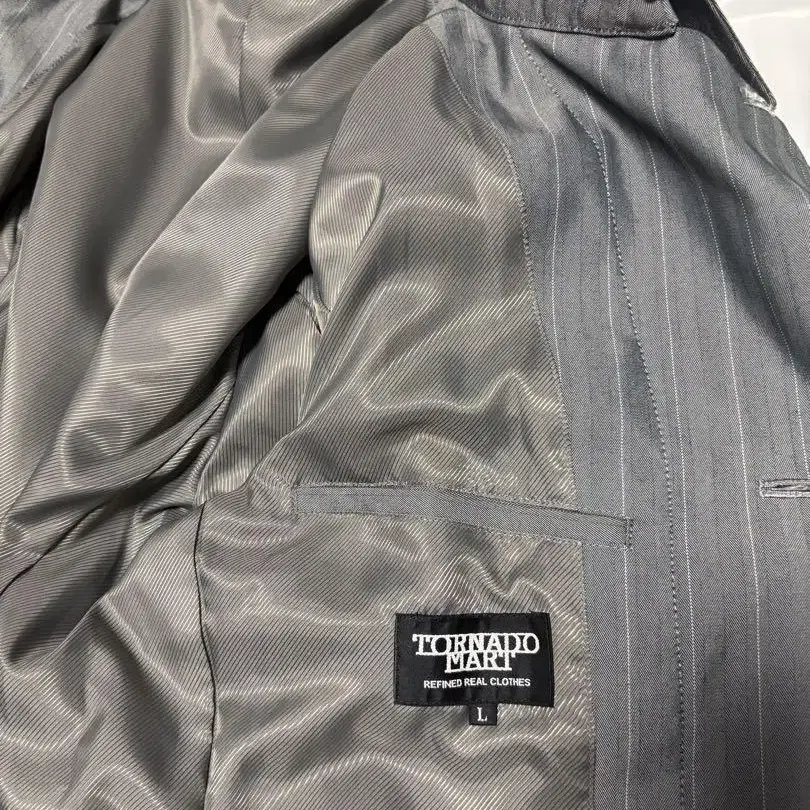 TORNADO
MART
REFINED REAL CLOTHES
L